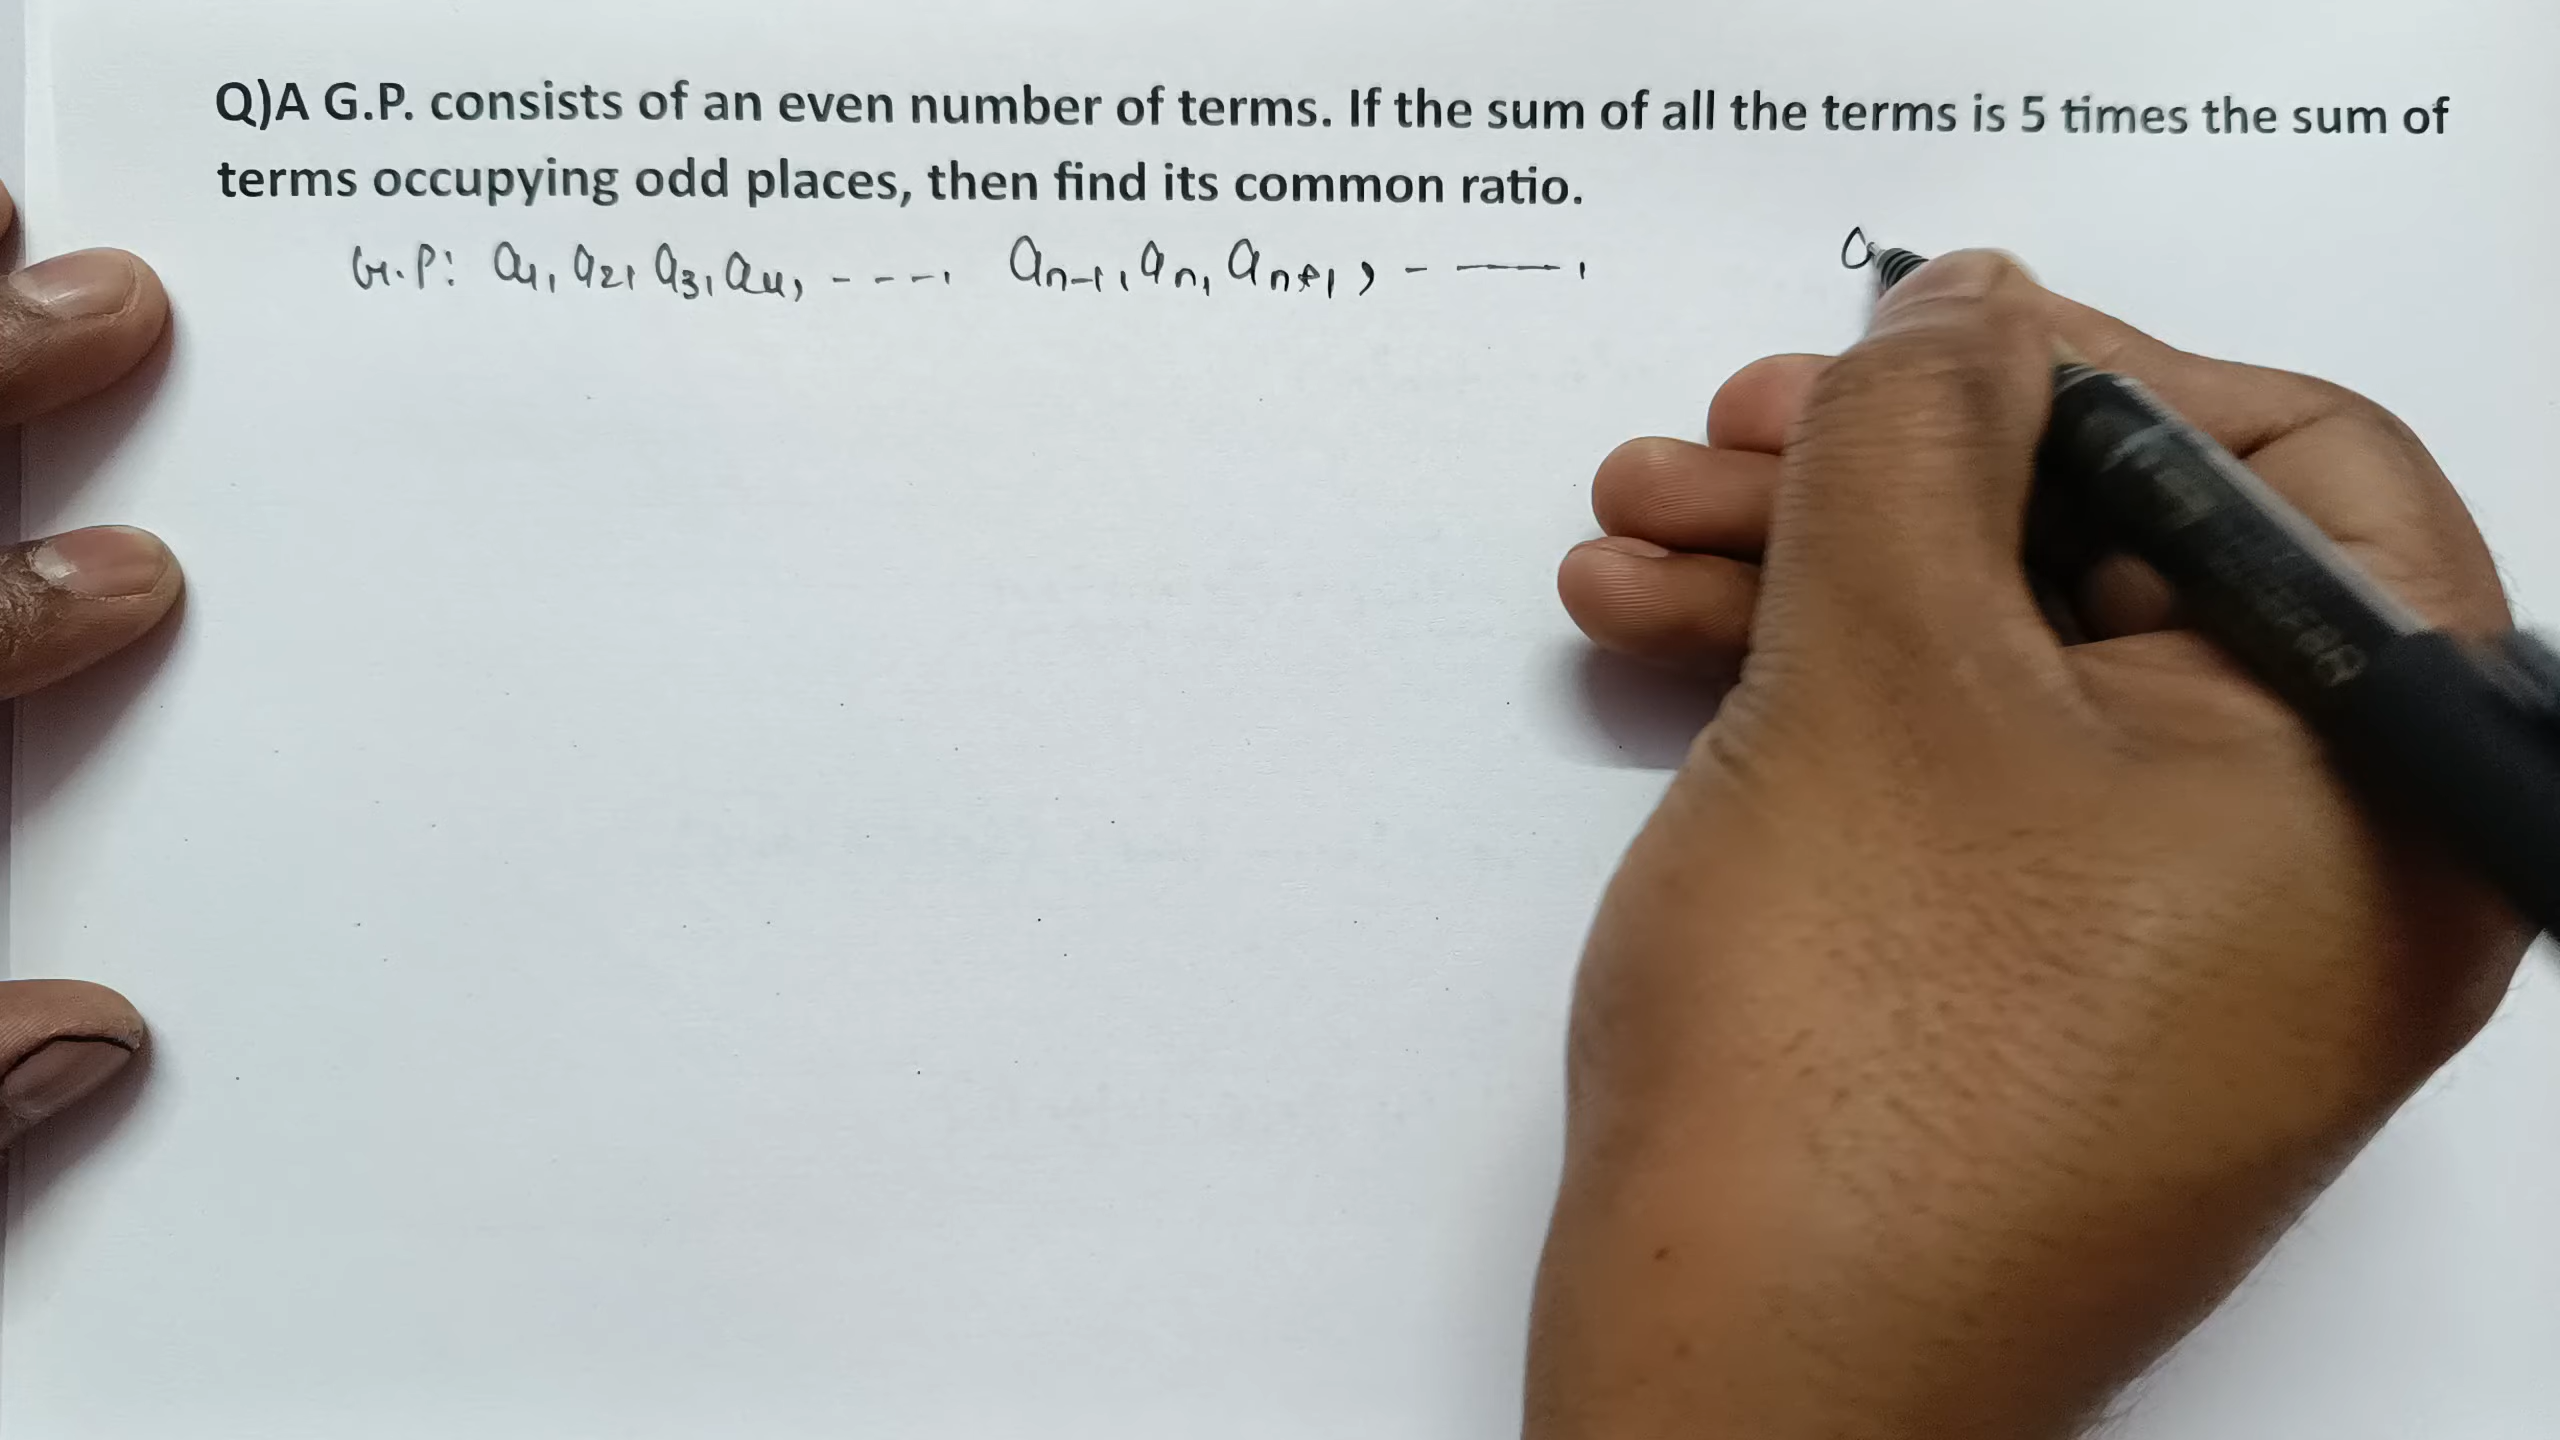 Q)A G.P. consists of an even number of terms. If the sum of all the terms is 5 times the sum of
terms occupying odd places, then find its common ratio.
G.P: a1, a2, a3, a4, - - - -. an-1, an, an+1, - —, a